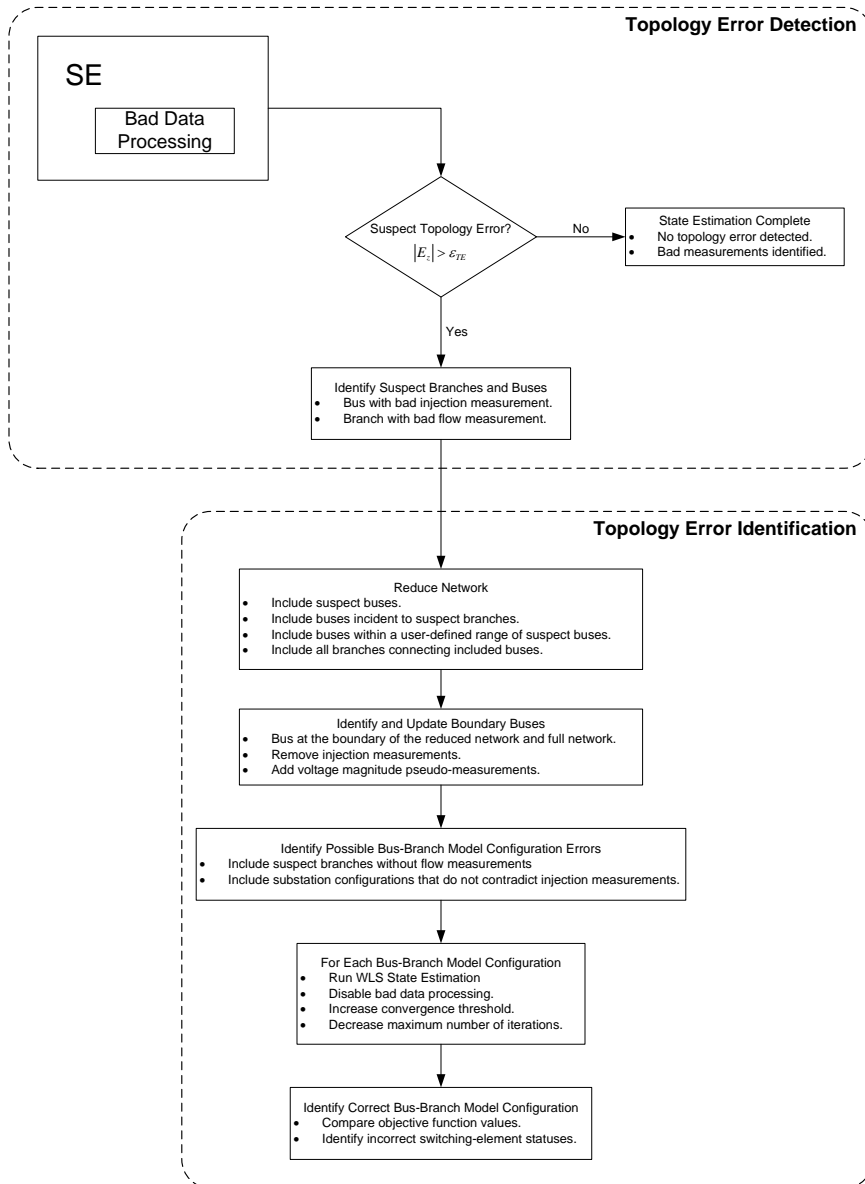 Topology Error Detection
SE
Bad Data
Processing
Suspect Topology Error?
|E_z| > ε_TE
No
State Estimation Complete
• No topology error detected.
• Bad measurements identified.
Yes
Identify Suspect Branches and Buses
• Bus with bad injection measurement.
• Branch with bad flow measurement.
Topology Error Identification
Reduce Network
• Include suspect buses.
• Include buses incident to suspect branches.
• Include buses within a user-defined range of suspect buses.
• Include all branches connecting included buses.
Identify and Update Boundary Buses
• Bus at the boundary of the reduced network and full network.
• Remove injection measurements.
• Add voltage magnitude pseudo-measurements.
Identify Possible Bus-Branch Model Configuration Errors
• Include suspect branches without flow measurements
• Include substation configurations that do not contradict injection measurements.
For Each Bus-Branch Model Configuration
• Run WLS State Estimation
• Disable bad data processing.
• Increase convergence threshold.
• Decrease maximum number of iterations.
Identify Correct Bus-Branch Model Configuration
• Compare objective function values.
• Identify incorrect switching-element statuses.